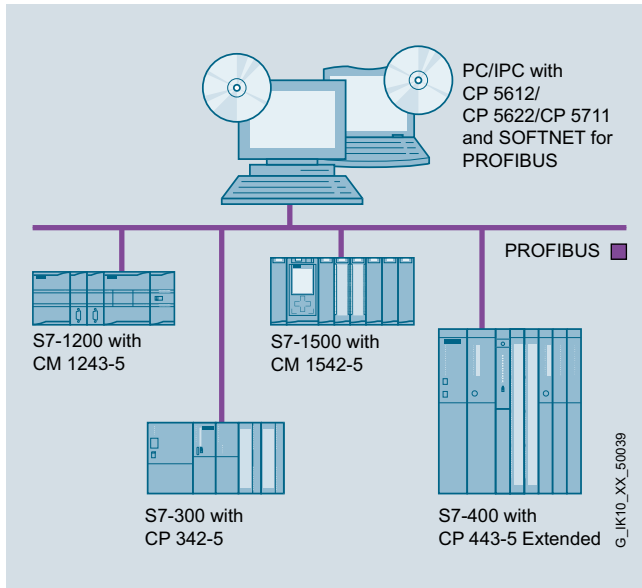 PC/IPC with
CP 5612/
CP 5622/CP 5711
and SOFTNET for
PROFIBUS
PROFIBUS
S7-1200 with
CM 1243-5
S7-1500 with
CM 1542-5
S7-300 with
CP 342-5
S7-400 with
CP 443-5 Extended
G_IK10_XX_50039